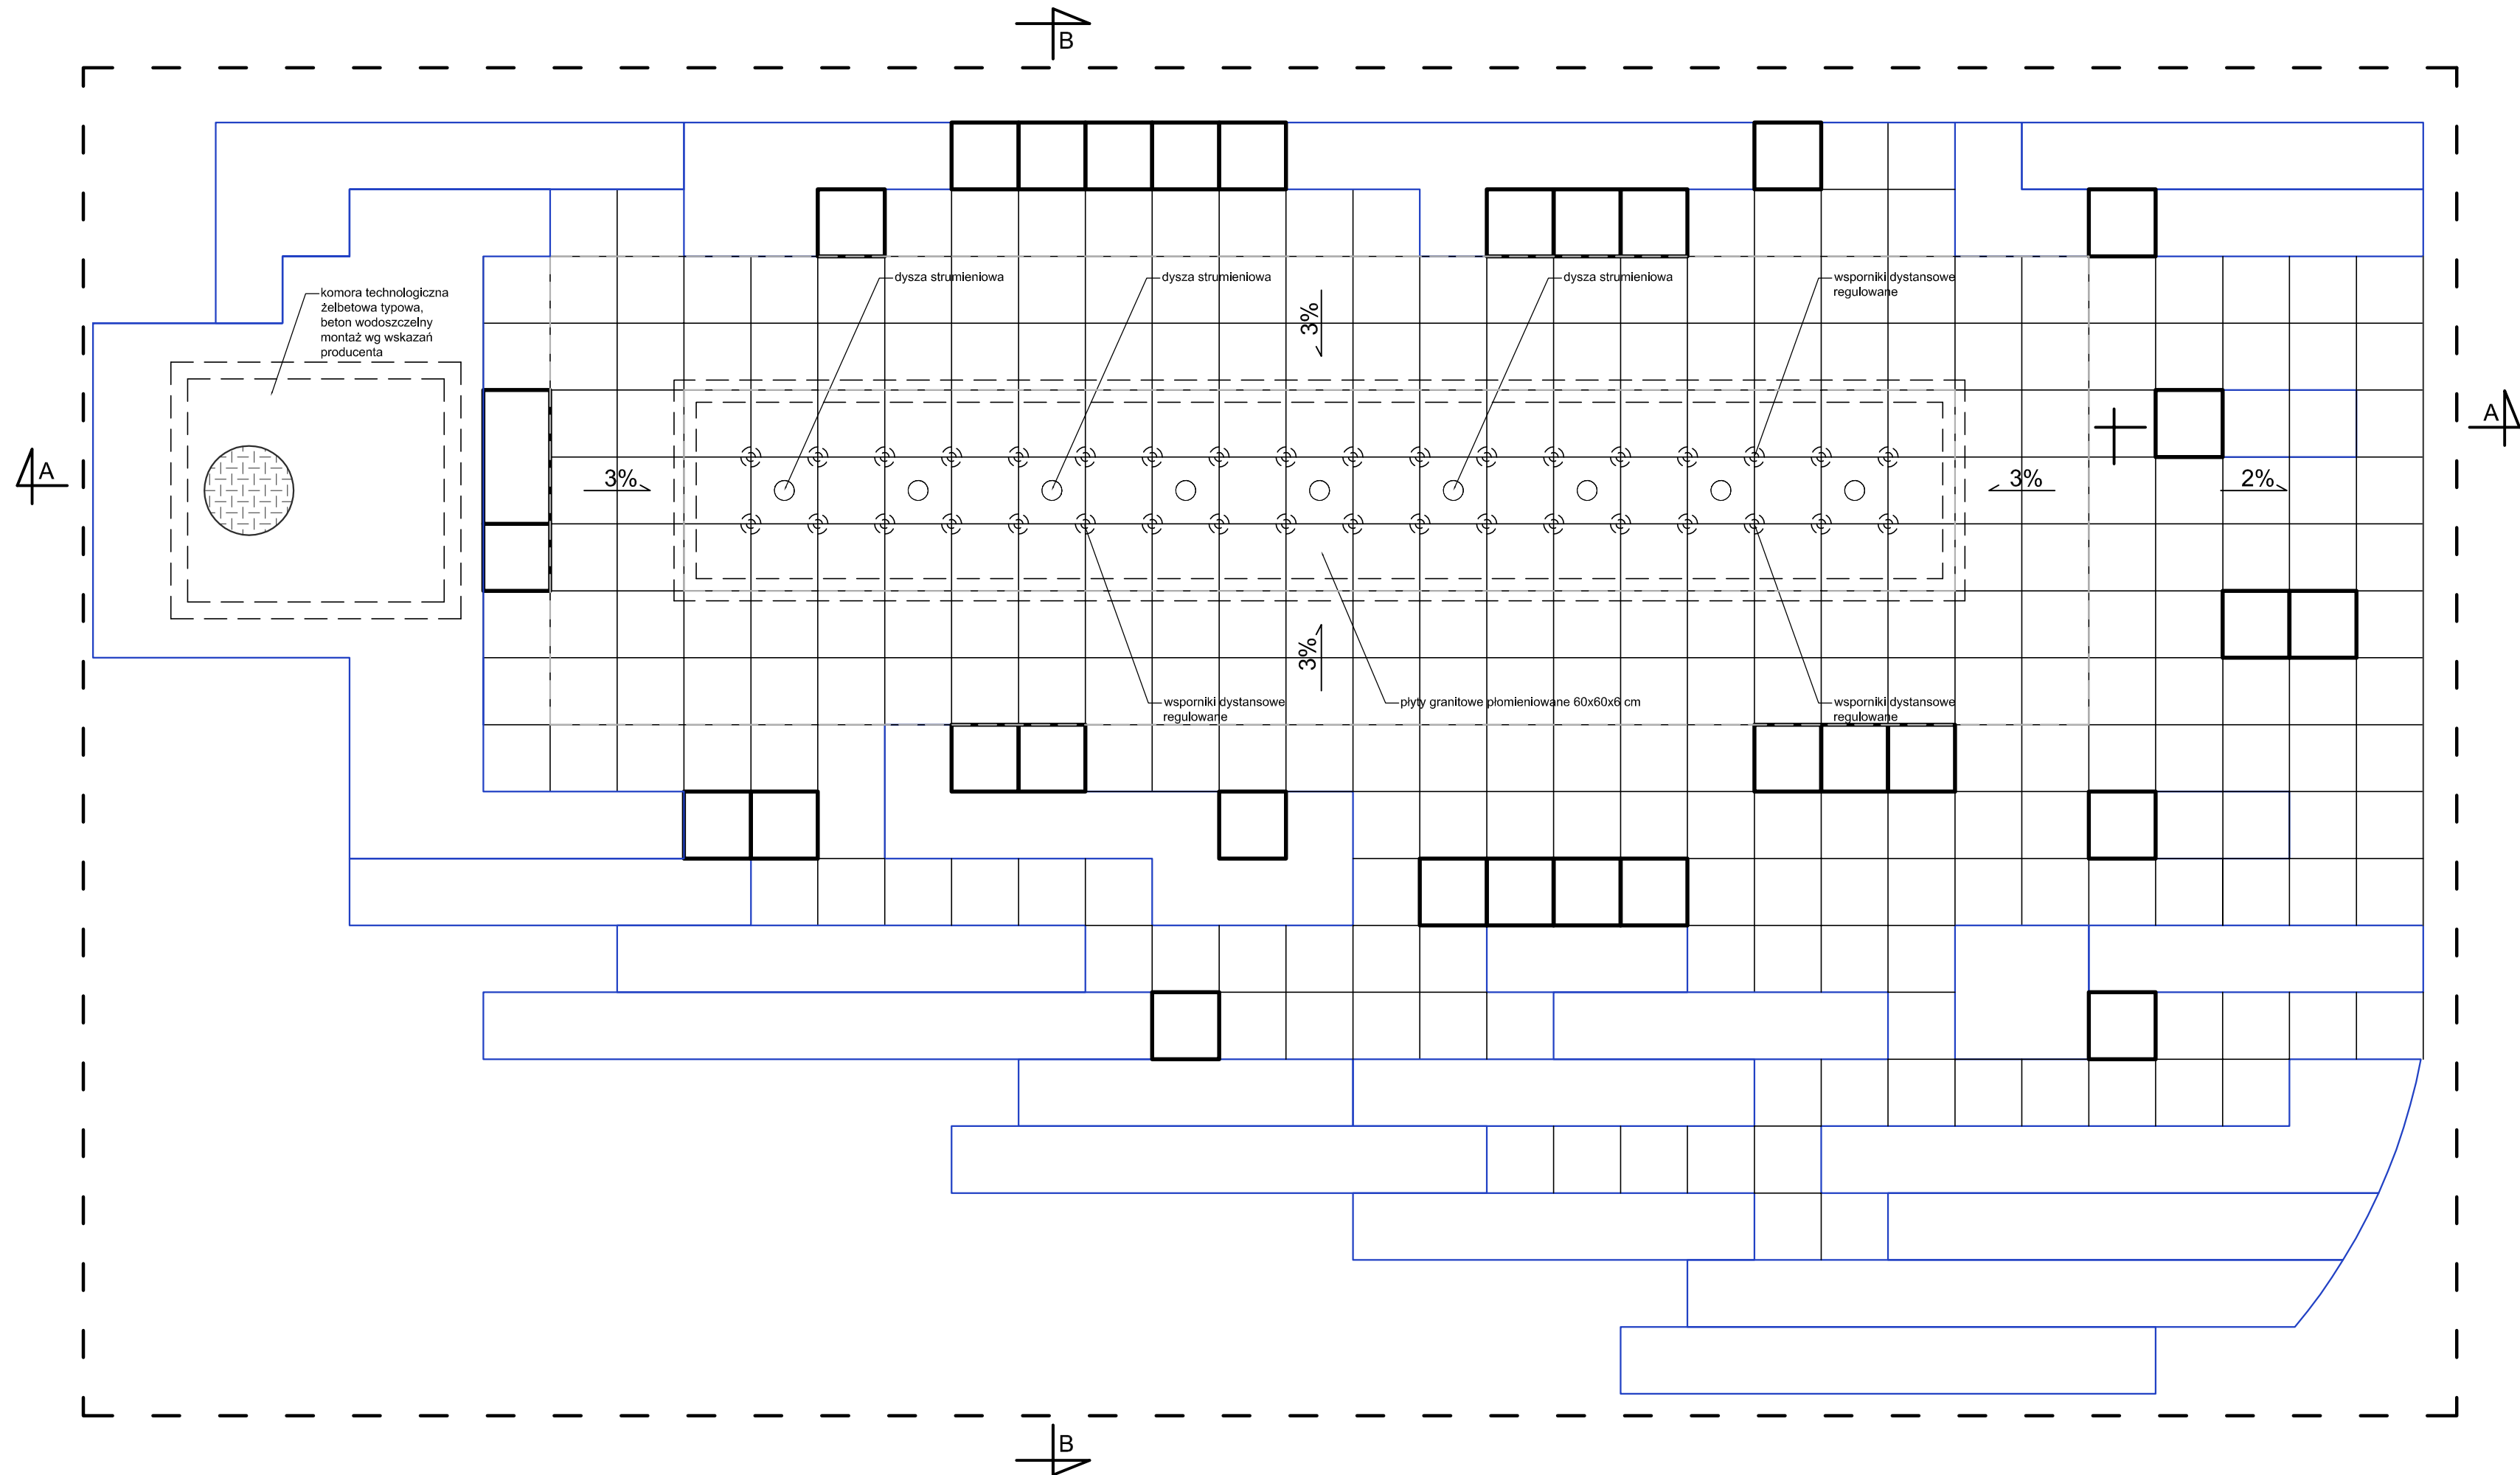 B
dysza strumieniowa
dysza strumieniowa
dysza strumieniowa
wsporniki dystansowe
regulowane
komora technologiczna
żelbetowa typowa,
beton wodoszczelny
montaż wg wskazań
producenta
3%
A
A
3%
3%
2%
3%
wsporniki dystansowe
regulowane
płyty granitowe płomieniowane 60x60x6 cm
wsporniki dystansowe
regulowane
B